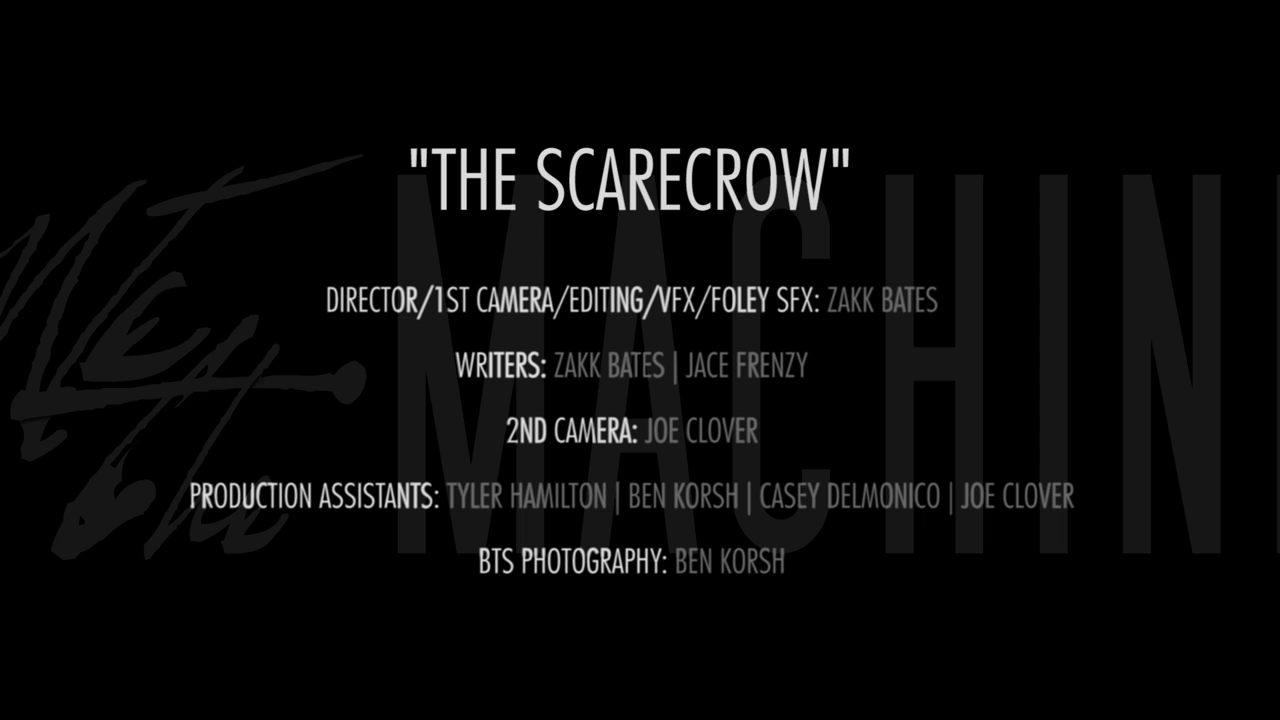 "THE SCARECROW"
DIRECTOR/1ST CAMERA/EDITING/VFX/FOLEY SFX: ZAKK BATES
WRITERS: ZAKK BATES | JACE FRENZY
2ND CAMERA: JOE CLOVER
PRODUCTION ASSISTANTS: TYLER HAMILTON | BEN KORSH | CASEY DELMONICO | JOE CLOVER
BTS PHOTOGRAPHY: BEN KORSH
MACHIN